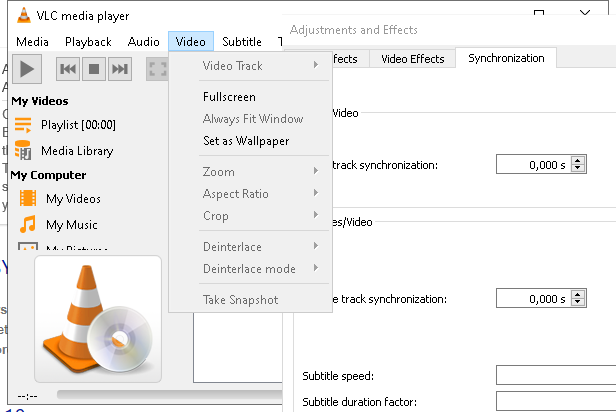 VLC media player
Media Playback Audio Video Subtitle T
Adjustments and Effects
ffects Video Effects Synchronization
Video Track
Fullscreen
Always Fit Window
Set as Wallpaper
Zoom
Aspect Ratio
Crop
Deinterlace
Deinterlace mode
Take Snapshot
My Videos
Playlist [00:00]
Media Library
My Computer
My Videos
My Music
My Pictures
--:--
Video
track synchronization: 0,000 s
es/Video
e track synchronization: 0,000 s
Subtitle speed:
Subtitle duration factor: